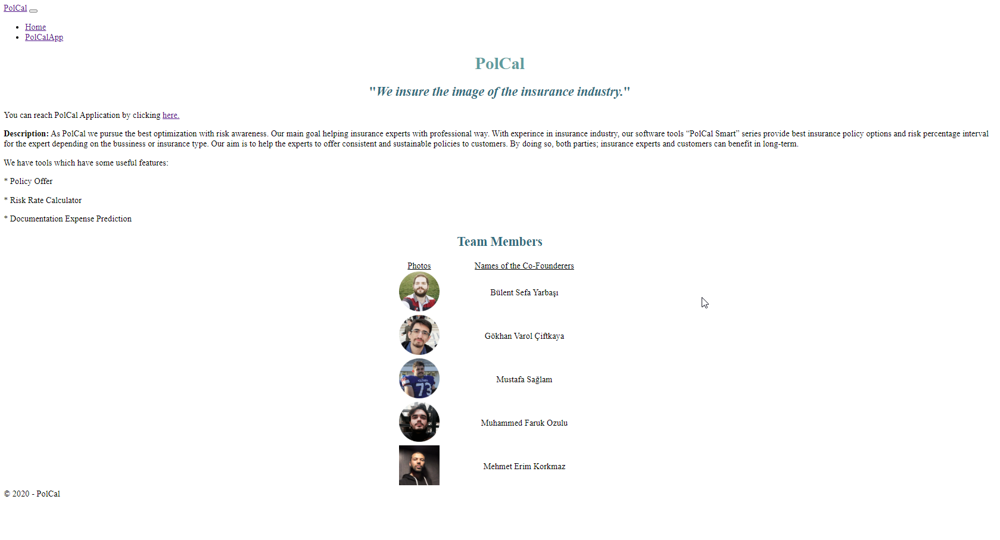 PolCal
Home
PolCalApp
PolCal
"We insure the image of the insurance industry."
You can reach PolCal Application by clicking here.
Description: As PolCal we pursue the best optimization with risk awareness. Our main goal helping insurance experts with professional way. With experince in insurance industry, our software tools “PolCal Smart” series provide best insurance policy options and risk percentage interval
for the expert depending on the bussiness or insurance type. Our aim is to help the experts to offer consistent and sustainable policies to customers. By doing so, both parties; insurance experts and customers can benefit in long-term.
We have tools which have some useful features:
* Policy Offer
* Risk Rate Calculator
* Documentation Expense Prediction
Team Members
Photos Names of the Co-Founderers
Bülent Sefa Yarbaşı
Gökhan Varol Çiftkaya
73
Mustafa Sağlam
Muhammed Faruk Ozulu
Mehmet Erim Korkmaz
© 2020 - PolCal